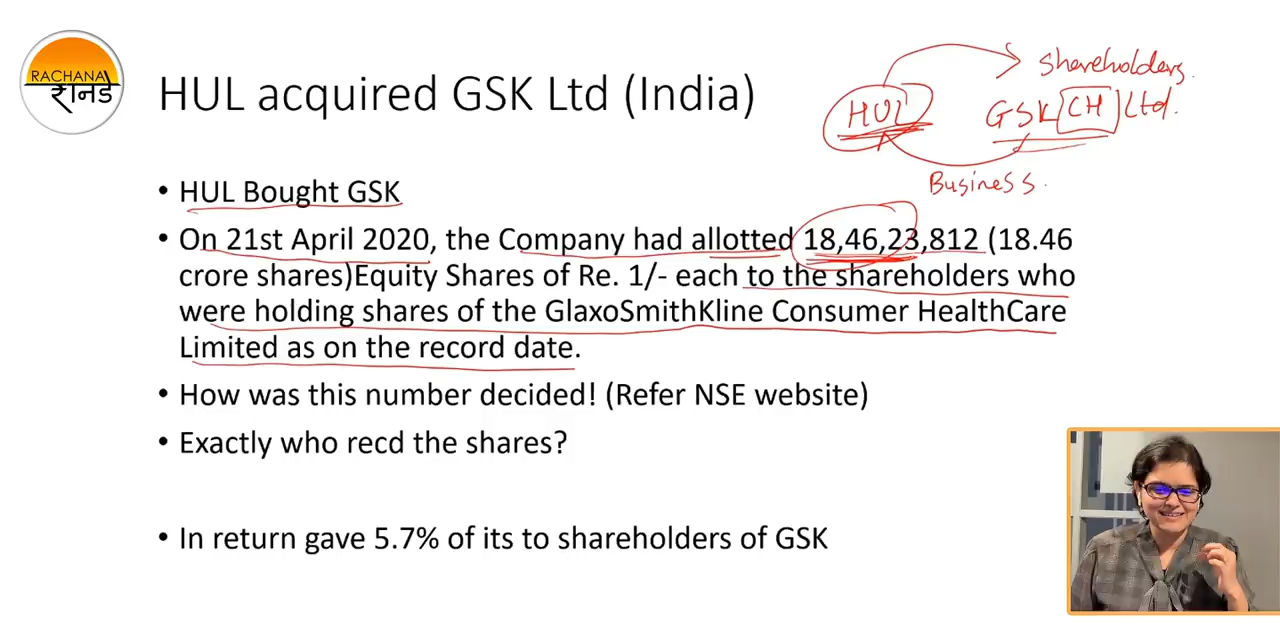 RACHANA
रानडे
HUL acquired GSK Ltd (India)
Shareholders.
HUL
GSK CH Ltd.
Business.
• HUL Bought GSK
• On 21st April 2020, the Company had allotted 18,46,23,812 (18.46
crore shares)Equity Shares of Re. 1/- each to the shareholders who
were holding shares of the GlaxoSmithKline Consumer HealthCare
Limited as on the record date.
• How was this number decided! (Refer NSE website)
• Exactly who recd the shares?
• In return gave 5.7% of its to shareholders of GSK